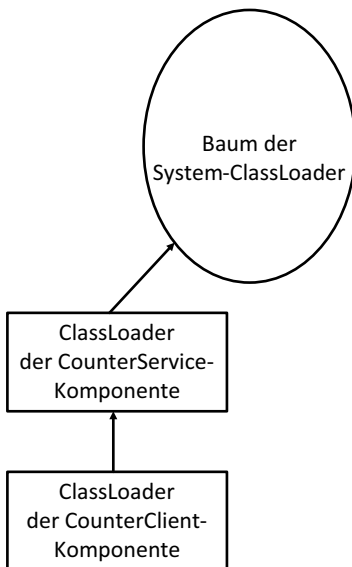 Baum der
System-ClassLoader
ClassLoader
der CounterService-
Komponente
ClassLoader
der CounterClient-
Komponente